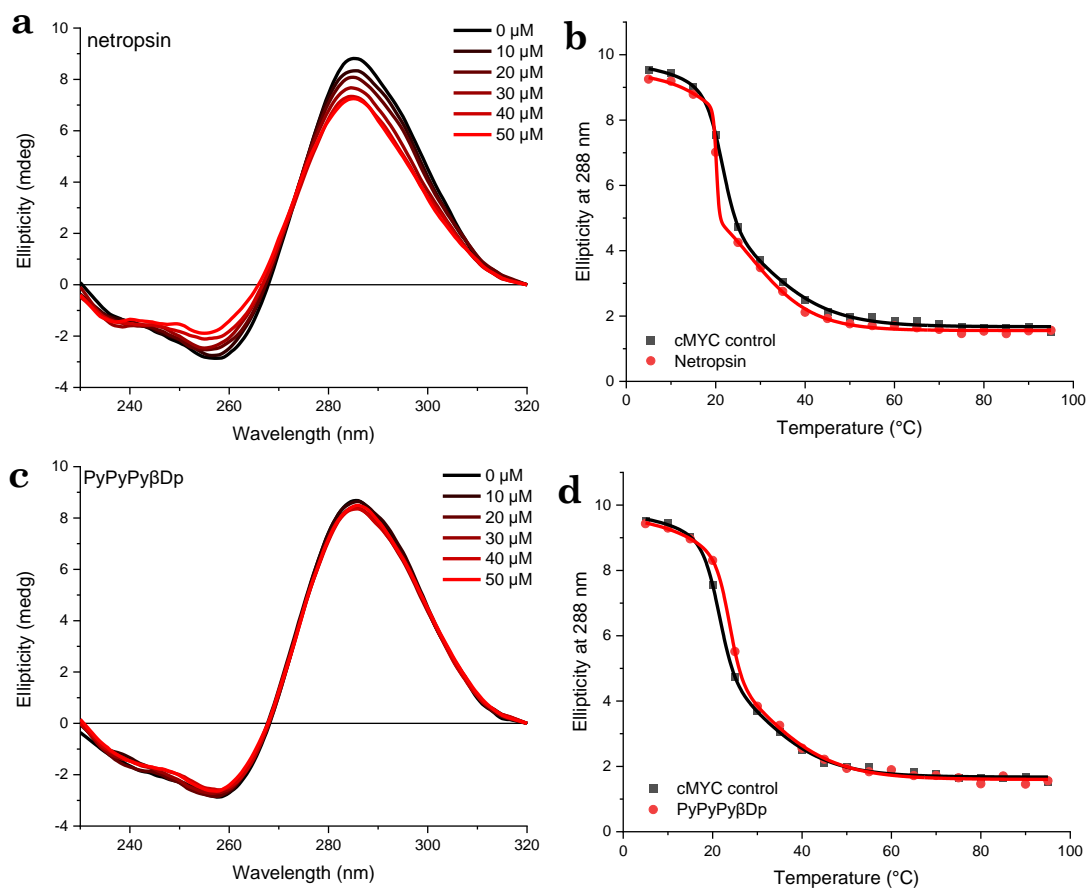 a
netropsin
0 µM
10 µM
20 µM
30 µM
40 µM
50 µM
10
8
6
4
2
0
-2
-4
Ellipticity (mdeg)
240 260 280 300 320
Wavelength (nm)
b
10
8
6
4
2
0
Ellipticity at 288 nm
cMYC control
Netropsin
0 20 40 60 80 100
Temperature (°C)
c
PyPyPyβDp
0 µM
10 µM
20 µM
30 µM
40 µM
50 µM
10
8
6
4
2
0
-2
-4
Ellipticity (medg)
240 260 280 300 320
Wavelength (nm)
d
10
8
6
4
2
0
Ellipticity at 288 nm
cMYC control
PyPyPyβDp
0 20 40 60 80 100
Temperature (°C)